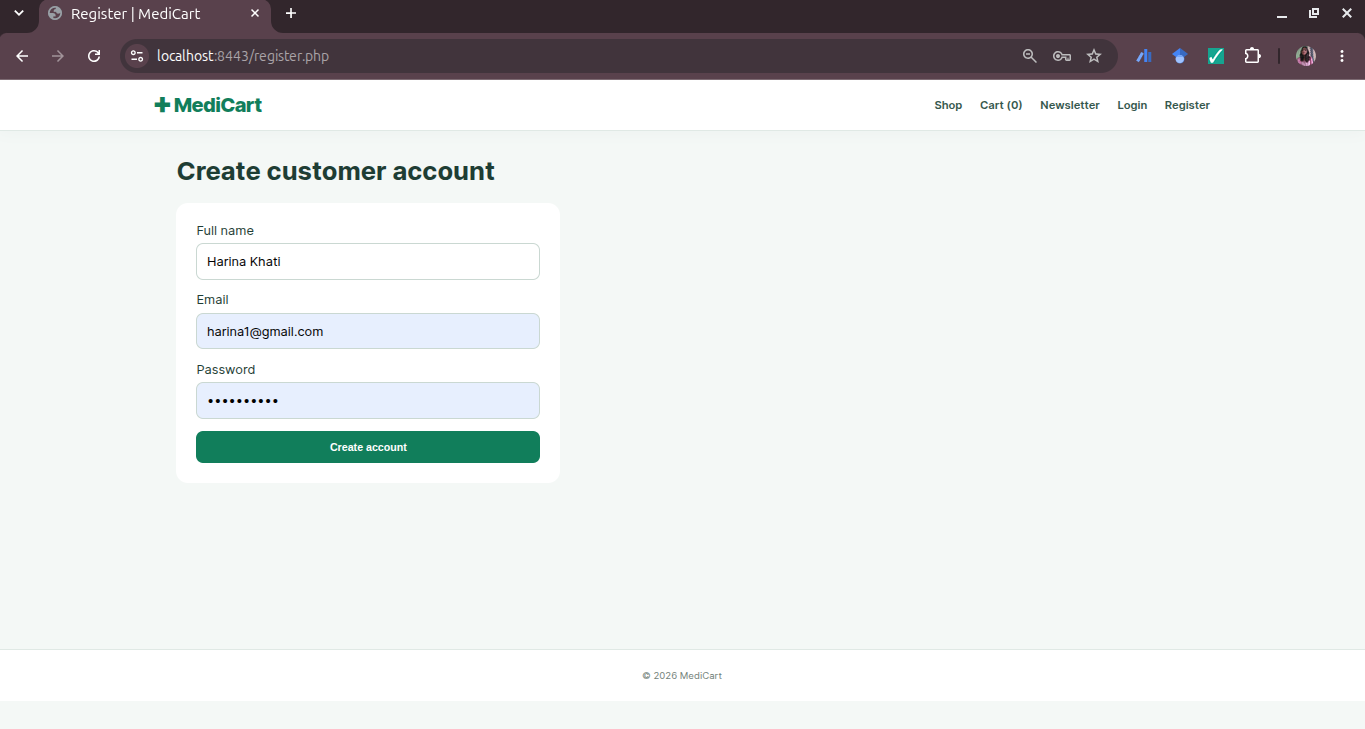 Register | MediCart
localhost:8443/register.php
MediCart
Shop Cart (0) Newsletter Login Register
Create customer account
Full name
Harina Khati
Email
harina1@gmail.com
Password
••••••••••
Create account
© 2026 MediCart